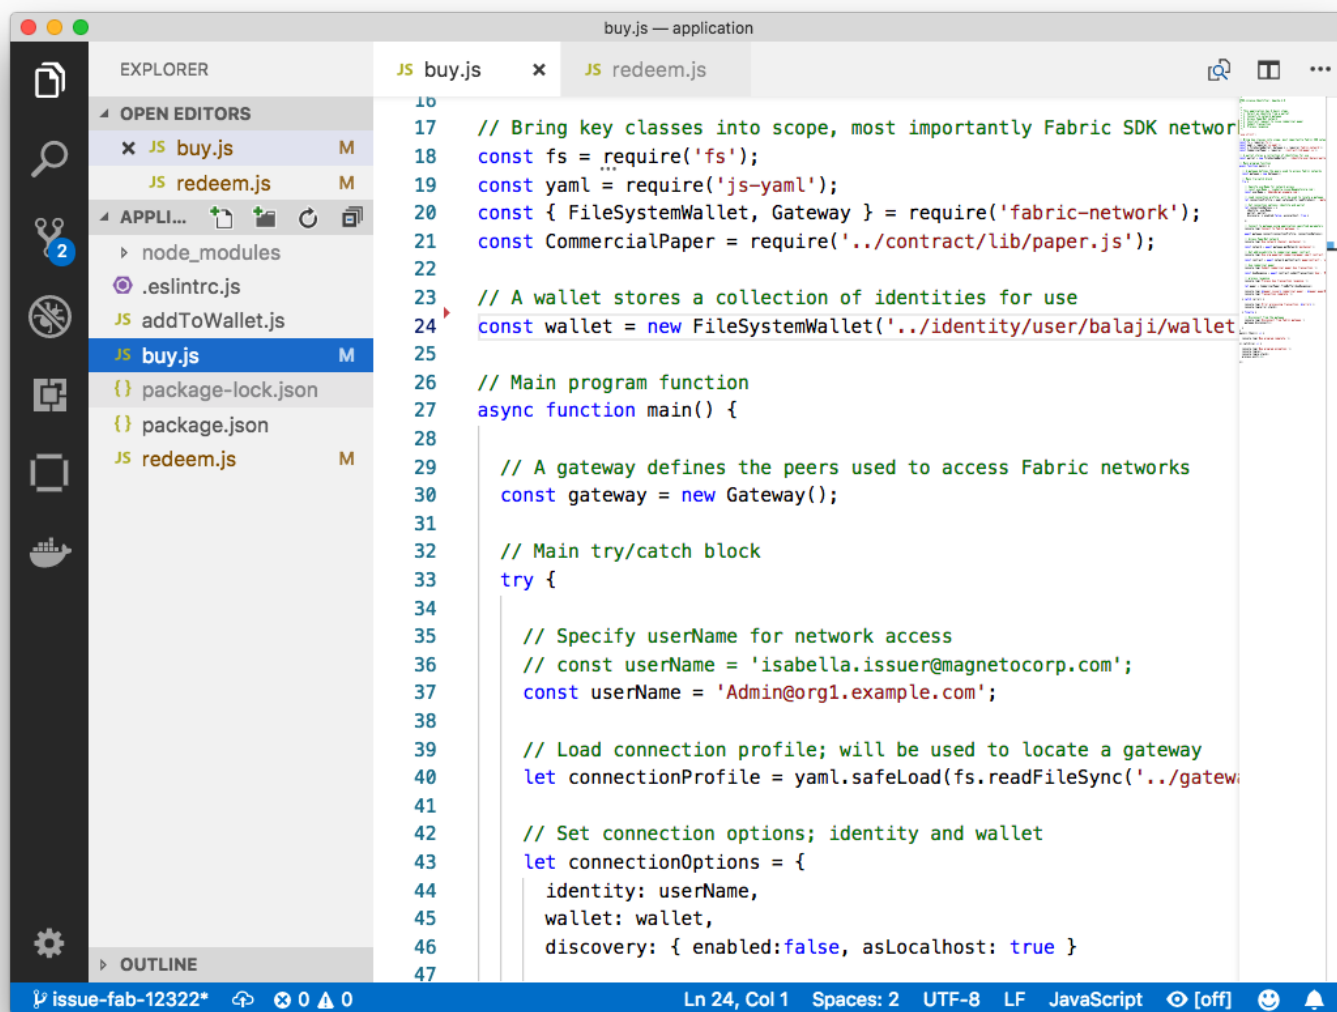 buy.js — application
EXPLORER
OPEN EDITORS
JS buy.js M
JS redeem.js M
APPLI...
node_modules
.eslintrc.js
JS addToWallet.js
JS buy.js M
{} package-lock.json
{} package.json
JS redeem.js M
OUTLINE
2
JS buy.js
JS redeem.js
16
17 // Bring key classes into scope, most importantly Fabric SDK networ
18 const fs = require('fs');
19 const yaml = require('js-yaml');
20 const { FileSystemWallet, Gateway } = require('fabric-network');
21 const CommercialPaper = require('../contract/lib/paper.js');
22
23 // A wallet stores a collection of identities for use
24 const wallet = new FileSystemWallet('../identity/user/balaji/wallet
25
26 // Main program function
27 async function main() {
28
29 // A gateway defines the peers used to access Fabric networks
30 const gateway = new Gateway();
31
32 // Main try/catch block
33 try {
34
35 // Specify userName for network access
36 // const userName = 'isabella.issuer@magnetocorp.com';
37 const userName = 'Admin@org1.example.com';
38
39 // Load connection profile; will be used to locate a gateway
40 let connectionProfile = yaml.safeLoad(fs.readFileSync('../gatew
41
42 // Set connection options; identity and wallet
43 let connectionOptions = {
44 identity: userName,
45 wallet: wallet,
46 discovery: { enabled:false, asLocalhost: true }
47
issue-fab-12322* 0 0 Ln 24, Col 1 Spaces: 2 UTF-8 LF JavaScript [off]